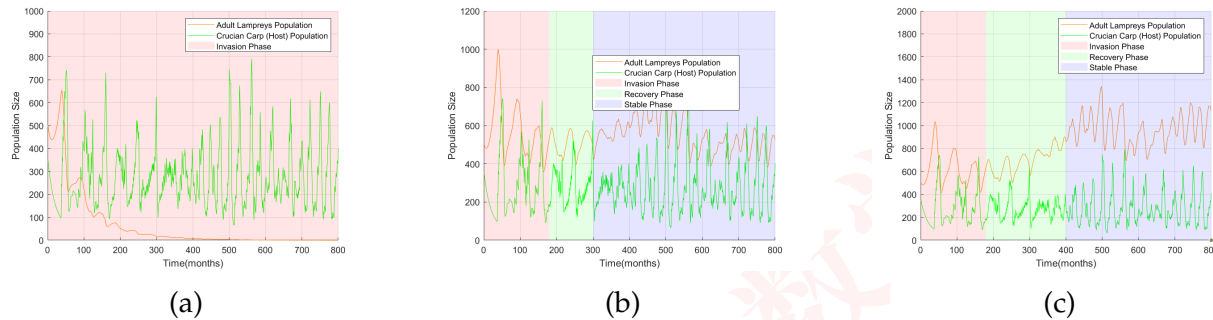 1000
900
800
700
600
500
400
300
200
100
0
Population Size
0 100 200 300 400 500 600 700 800
Time(months)
Adult Lampreys Population
Crucian Carp (Host) Population
Invasion Phase
(a)
1200
1000
800
600
400
200
0
Population Size
0 100 200 300 400 500 600 700 800
Time(months)
Adult Lampreys Population
Crucian Carp (Host) Population
Invasion Phase
Recovery Phase
Stable Phase
(b)
2000
1800
1600
1400
1200
1000
800
600
400
200
0
Population Size
0 100 200 300 400 500 600 700 800
Time(months)
Adult Lampreys Population
Crucian Carp (Host) Population
Invasion Phase
Recovery Phase
Stable Phase
(c)